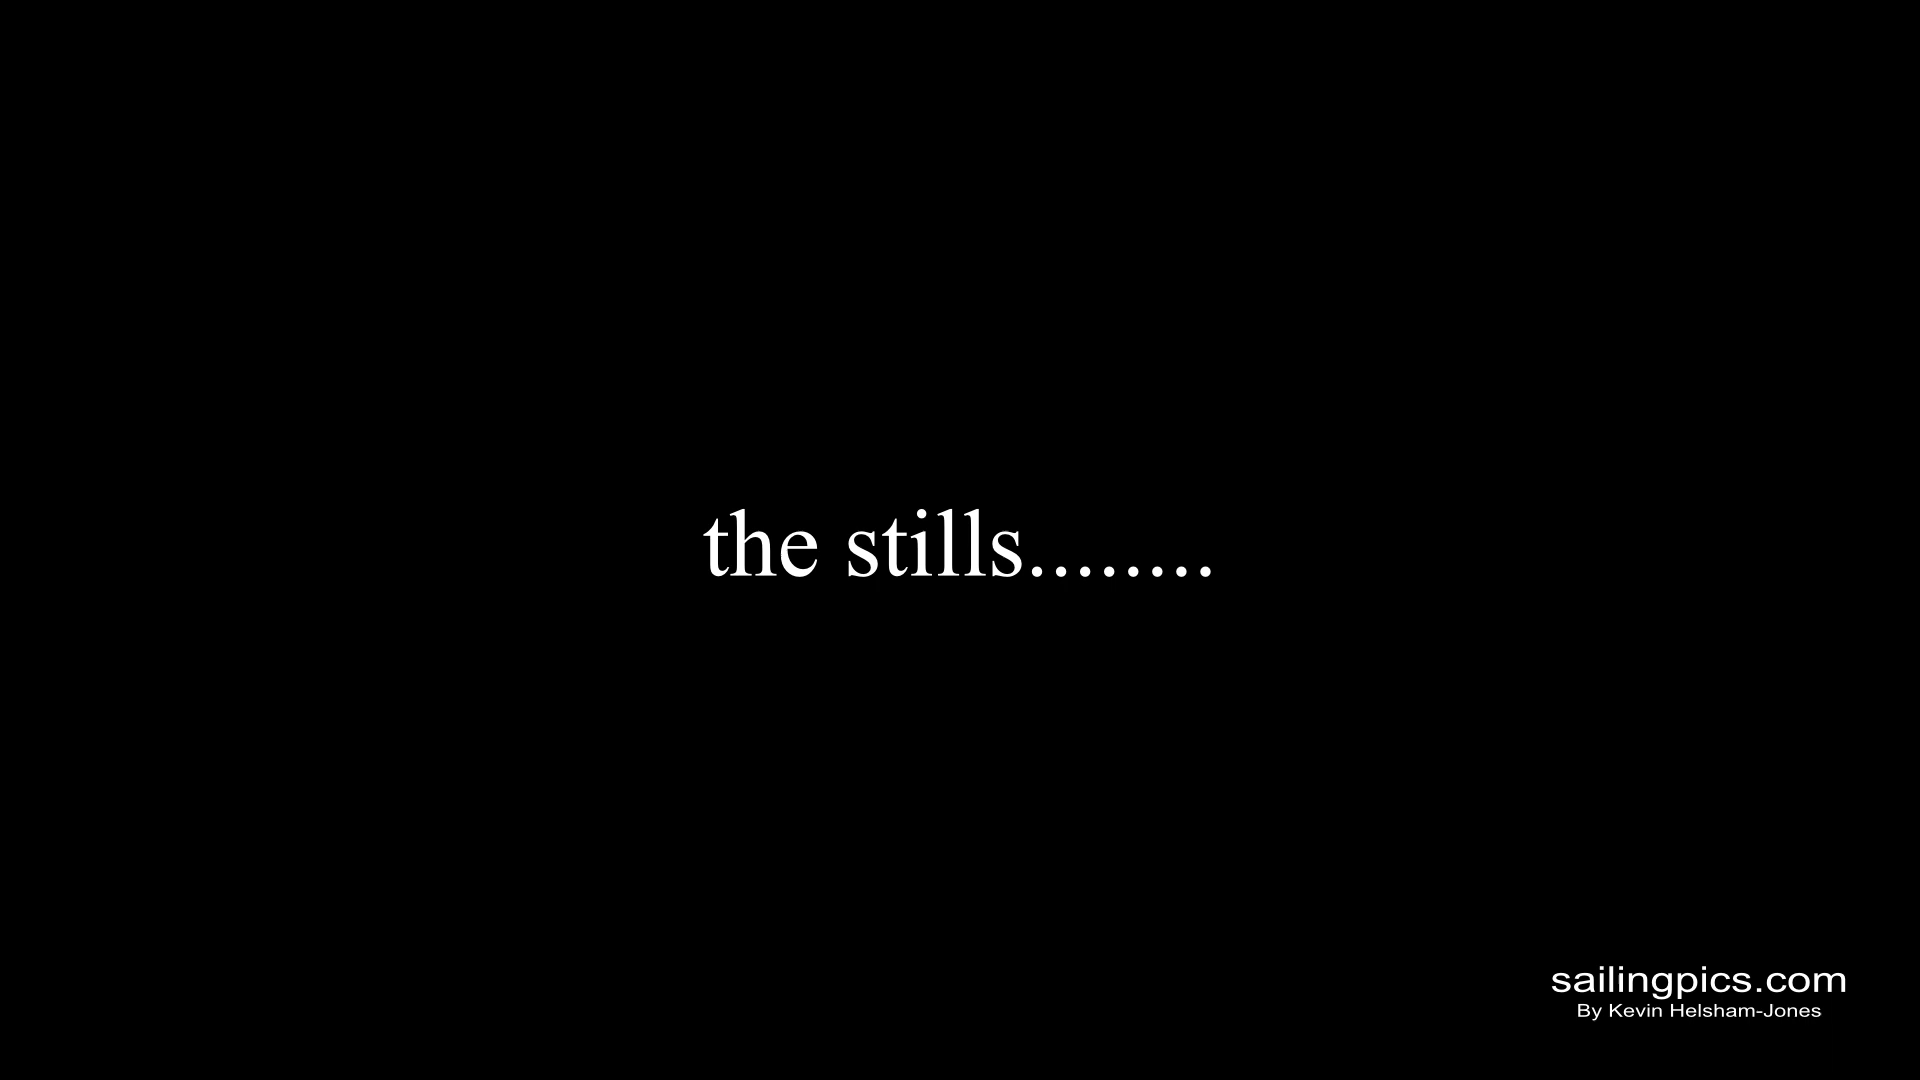 the stills........
sailingpics.com
By Kevin Helsham-Jones